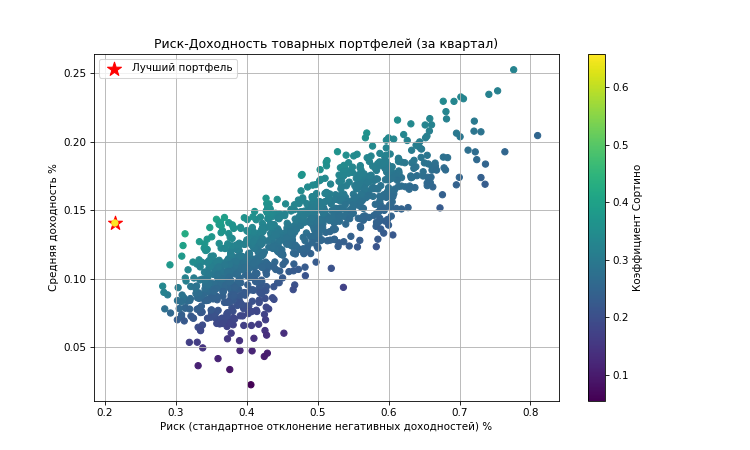 Риск-Доходность товарных портфелей (за квартал)
Лучший портфель
Средняя доходность %
0.25
0.20
0.15
0.10
0.05
0.2 0.3 0.4 0.5 0.6 0.7 0.8
Риск (стандартное отклонение негативных доходностей) %
0.6
0.5
0.4
0.3
0.2
0.1
Коэффициент Сортино